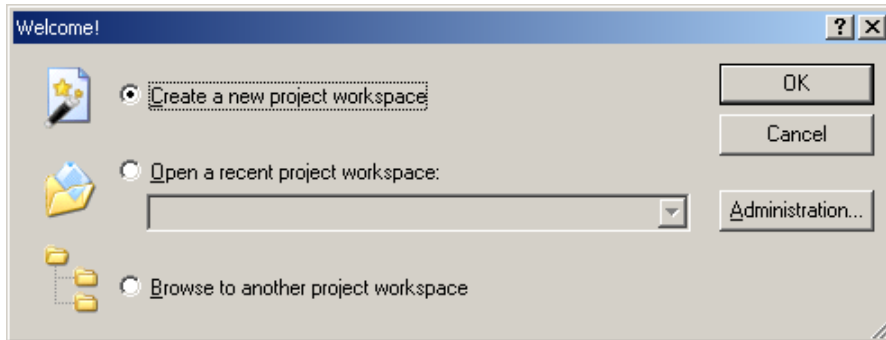 Welcome!
Create a new project workspace
OK
Cancel
Open a recent project workspace:
Administration...
Browse to another project workspace